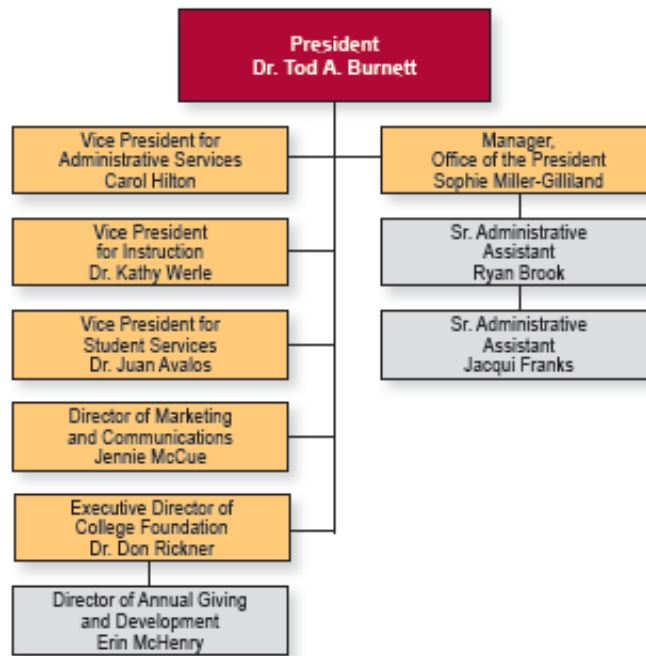 President
Dr. Tod A. Burnett
Vice President for
Administrative Services
Carol Hilton
Manager,
Office of the President
Sophie Miller-Gilliland
Vice President
for Instruction
Dr. Kathy Werle
Sr. Administrative
Assistant
Ryan Brook
Vice President for
Student Services
Dr. Juan Avalos
Sr. Administrative
Assistant
Jacqui Franks
Director of Marketing
and Communications
Jennie McCue
Executive Director of
College Foundation
Dr. Don Rickner
Director of Annual Giving
and Development
Erin McHenry